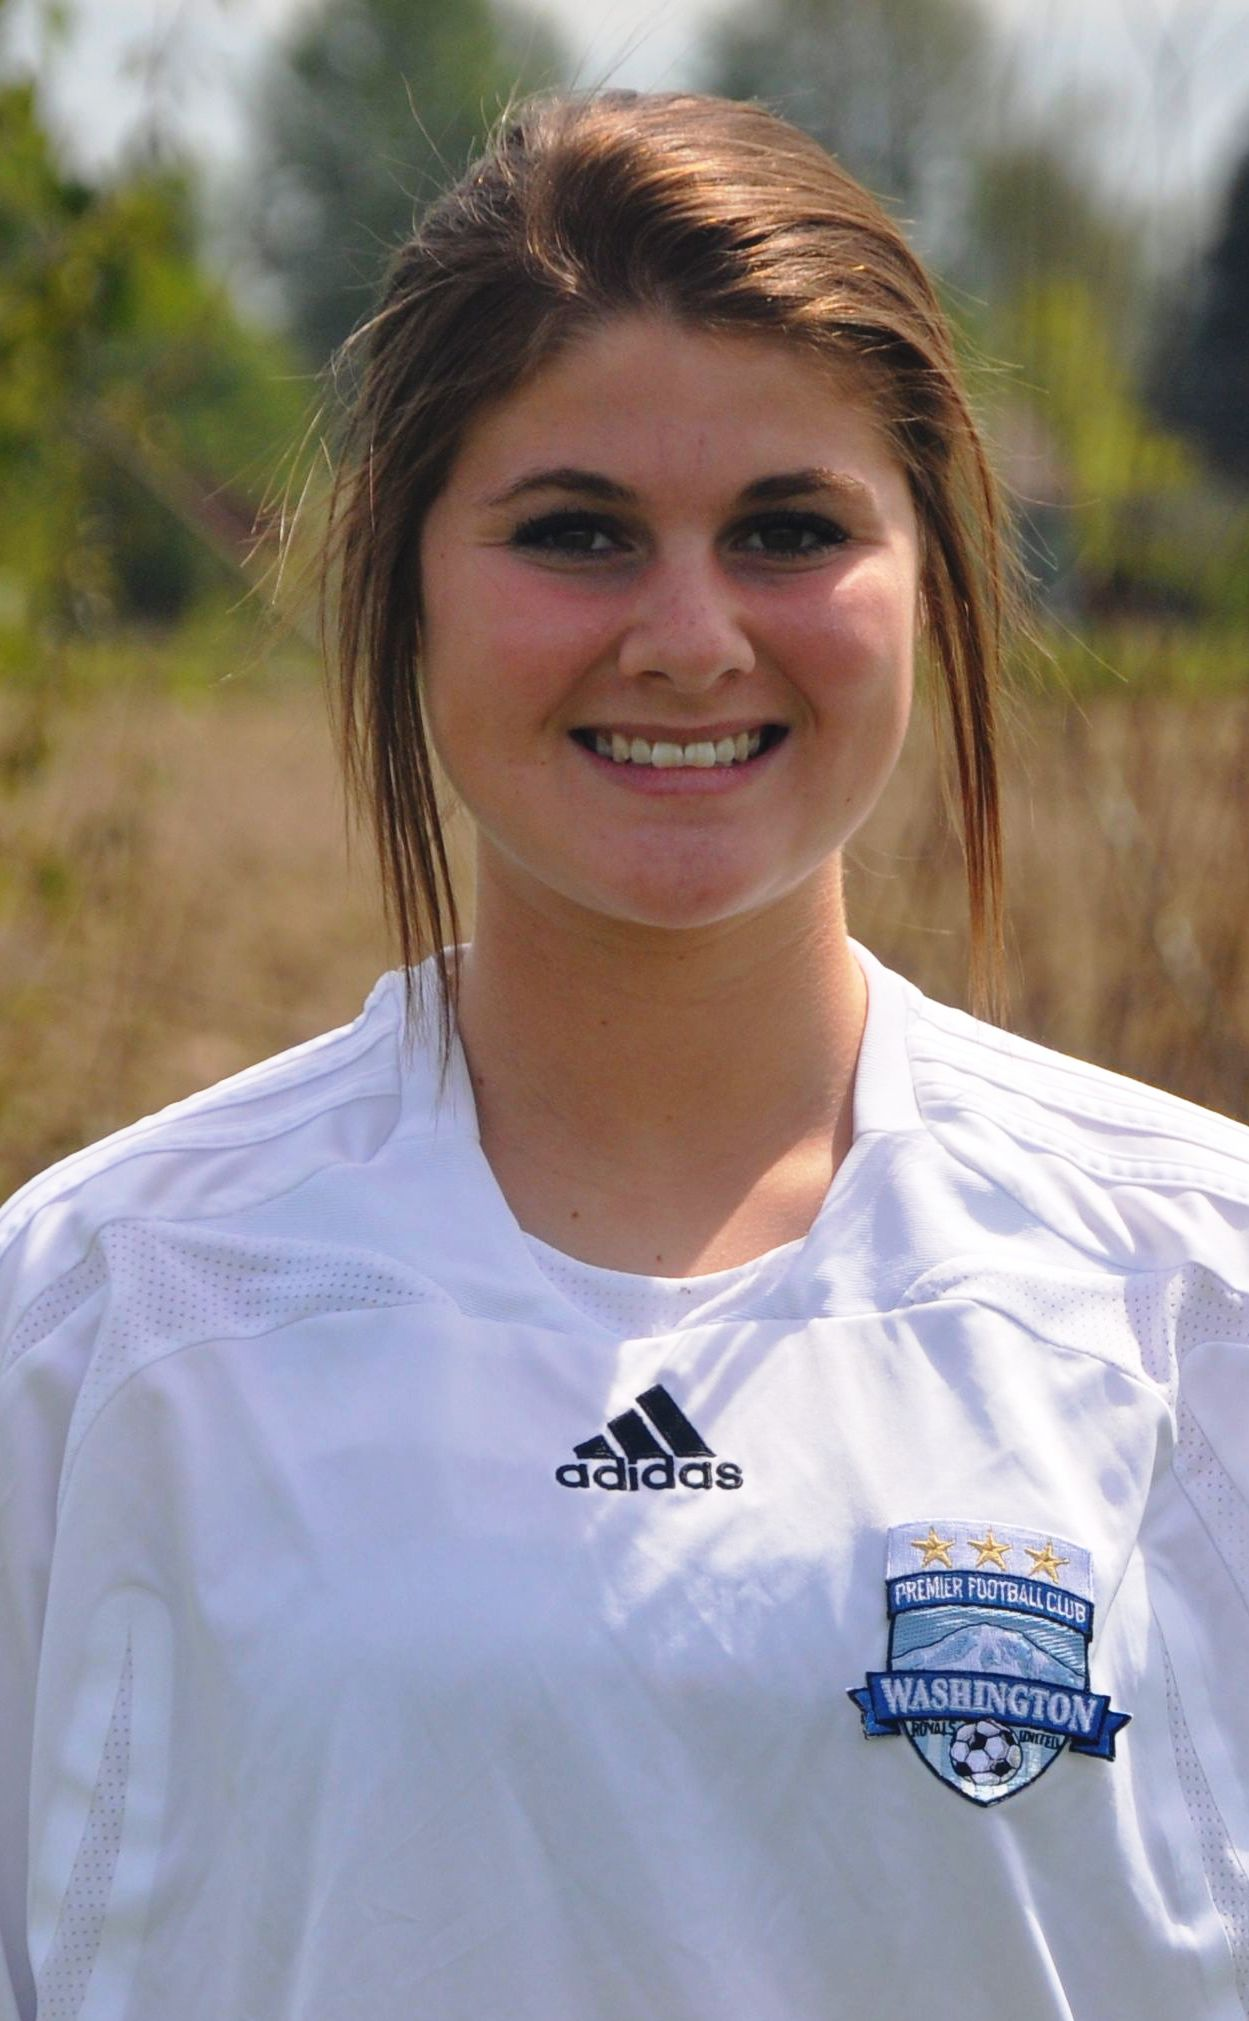 adidas
PREMIER FOOTBALL CLUB
WASHINGTON
ROYALS UNITED